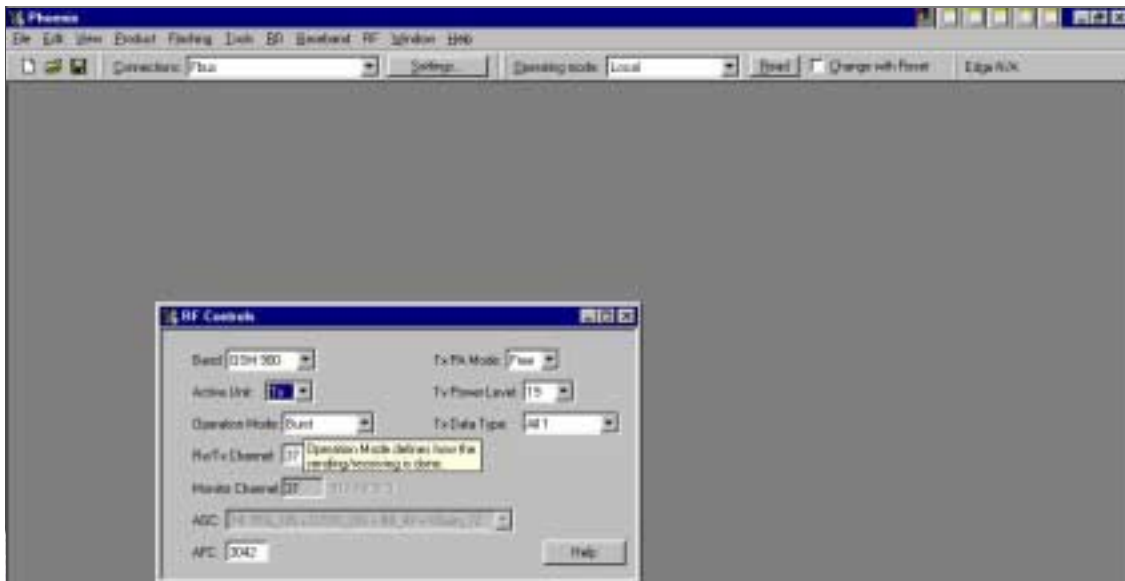 Phoenix
File Edit View Product Flashing Tools BB Baseband RF Window Help
Connections: Fbus Settings... Operating mode: Local Read Change with Reset Edge N/A
RF Controls
Band: GSM 900 Tx PA Mode: Free
Active Unit: Tx Tx Power Level: 19
Operation Mode: Burst Tx Data Type: All 1
Rx/Tx Channel: 37
Operation Mode defines how the
sending/receiving is done.
Monitor Channel: 37
AGC:
AFC: 3042 Help